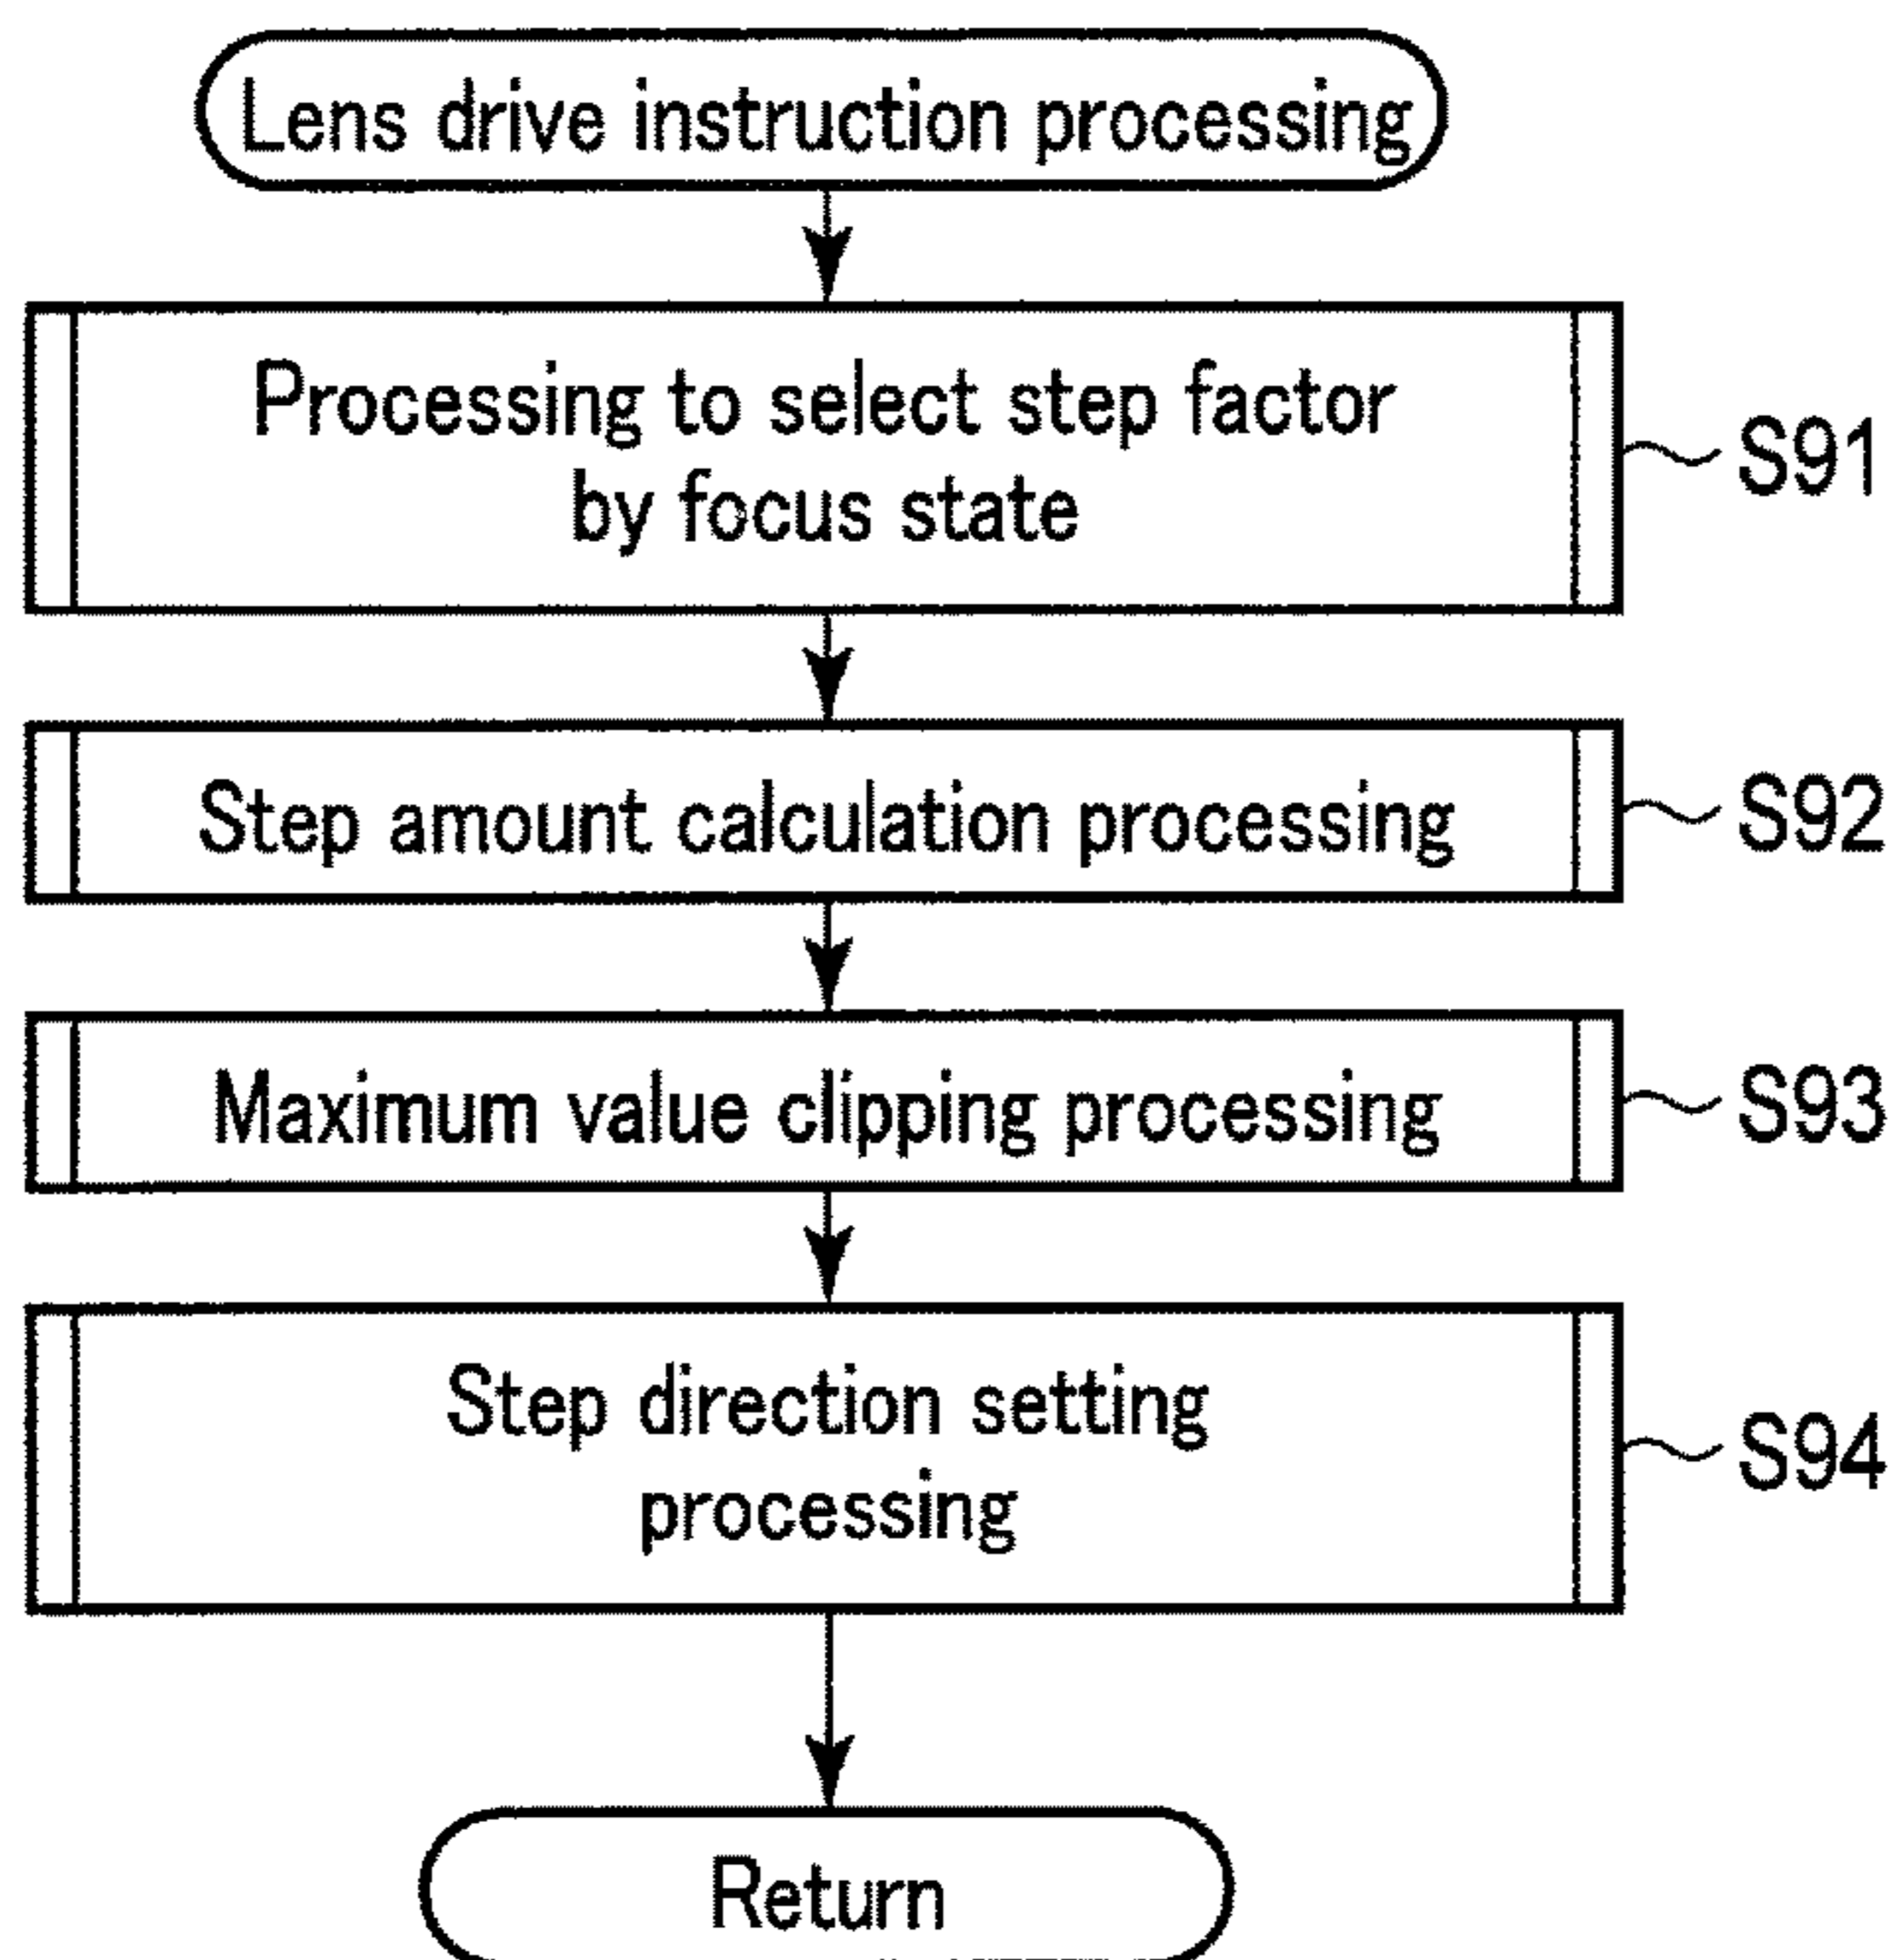 Lens drive instruction processing
Processing to select step factor
by focus state
S91
Step amount calculation processing
S92
Maximum value clipping processing
S93
Step direction setting
processing
S94
Return